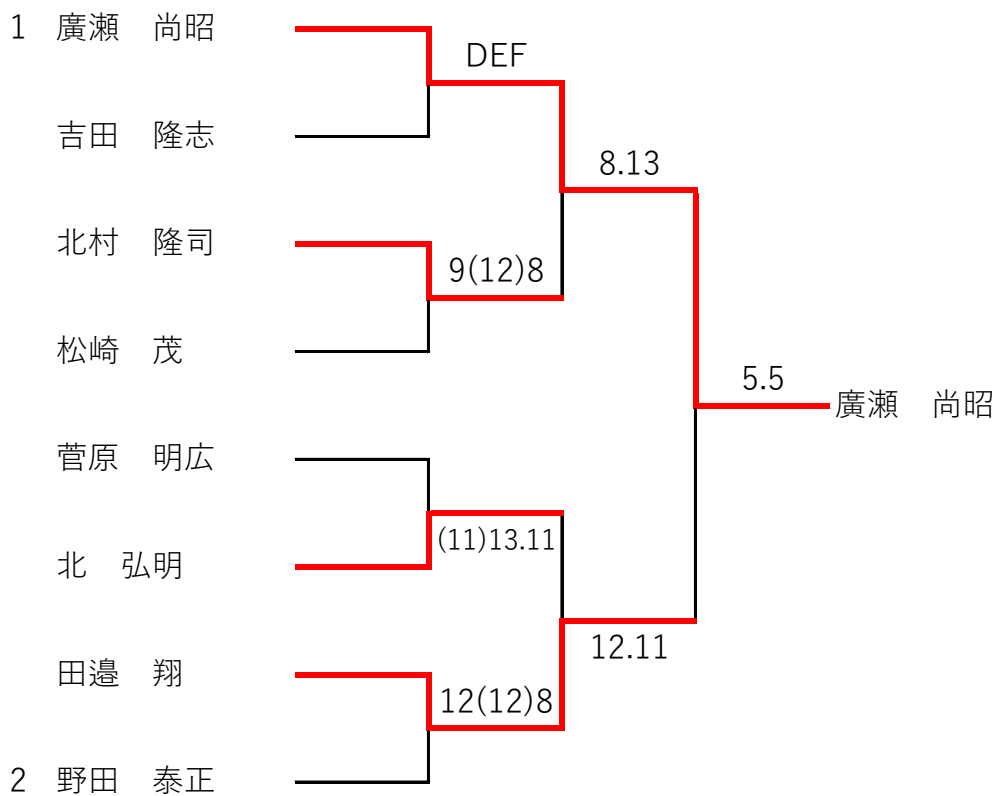 1 廣瀬　尚昭
DEF
吉田　隆志
8.13
北村　隆司
9(12)8
松崎　茂
5.5
廣瀬　尚昭
菅原　明広
(11)13.11
北　弘明
12.11
田邉　翔
12(12)8
2 野田　泰正